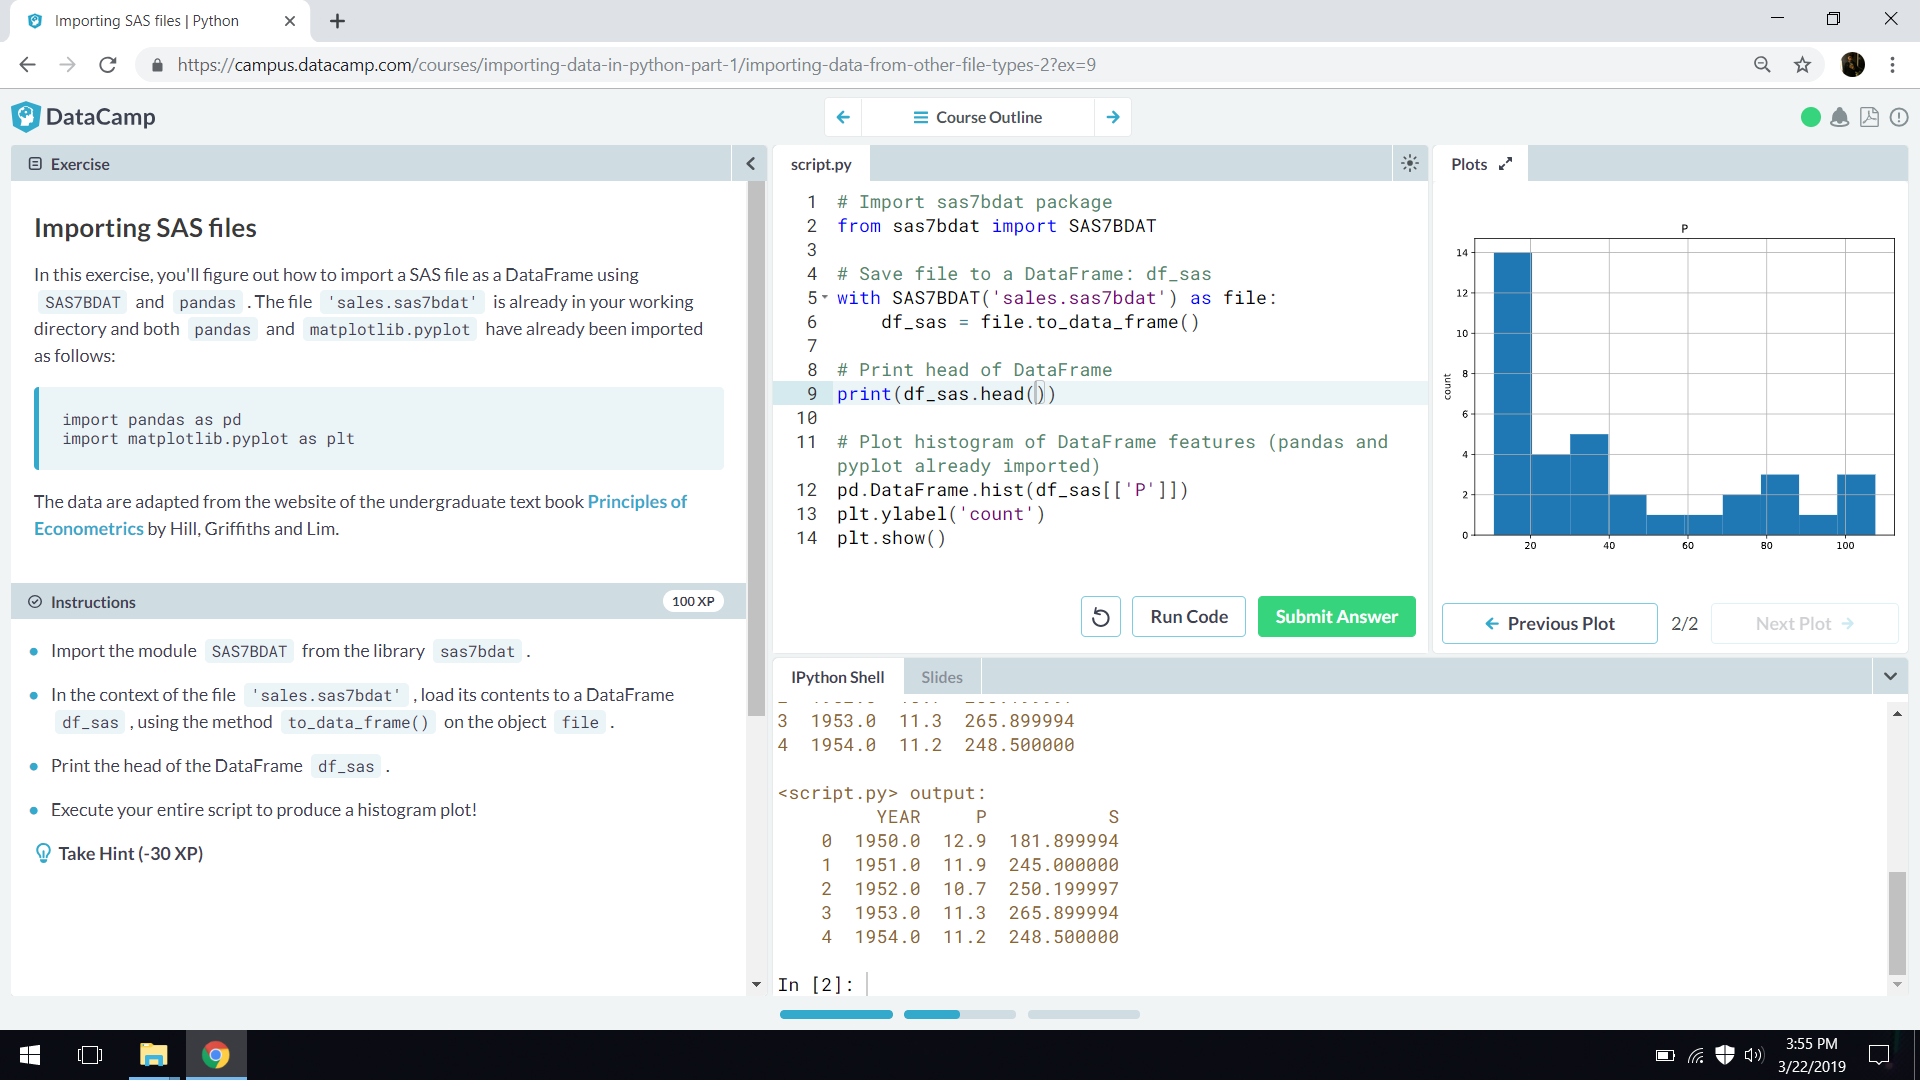 Importing SAS files | Python
https://campus.datacamp.com/courses/importing-data-in-python-part-1/importing-data-from-other-file-types-2?ex=9
DataCamp
Course Outline
Exercise
Importing SAS files
In this exercise, you'll figure out how to import a SAS file as a DataFrame using
SAS7BDAT and pandas . The file 'sales.sas7bdat' is already in your working
directory and both pandas and matplotlib.pyplot have already been imported
as follows:
import pandas as pd
import matplotlib.pyplot as plt
The data are adapted from the website of the undergraduate text book Principles of
Econometrics by Hill, Griffiths and Lim.
Instructions
100 XP
Import the module SAS7BDAT from the library sas7bdat .
In the context of the file 'sales.sas7bdat' , load its contents to a DataFrame
df_sas , using the method to_data_frame() on the object file .
Print the head of the DataFrame df_sas .
Execute your entire script to produce a histogram plot!
Take Hint (-30 XP)
script.py
1 # Import sas7bdat package
2 from sas7bdat import SAS7BDAT
3
4 # Save file to a DataFrame: df_sas
5 with SAS7BDAT('sales.sas7bdat') as file:
6 df_sas = file.to_data_frame()
7
8 # Print head of DataFrame
9 print(df_sas.head())
10
11 # Plot histogram of DataFrame features (pandas and
pyplot already imported)
12 pd.DataFrame.hist(df_sas[['P']])
13 plt.ylabel('count')
14 plt.show()
Run Code
Submit Answer
Plots
P
14
12
10
8
6
4
2
0
count
20 40 60 80 100
Previous Plot
2/2
Next Plot
IPython Shell
Slides
3 1953.0 11.3 265.899994
4 1954.0 11.2 248.500000
<script.py> output:
YEAR P S
0 1950.0 12.9 181.899994
1 1951.0 11.9 245.000000
2 1952.0 10.7 250.199997
3 1953.0 11.3 265.899994
4 1954.0 11.2 248.500000
In [2]:
3:55 PM
3/22/2019